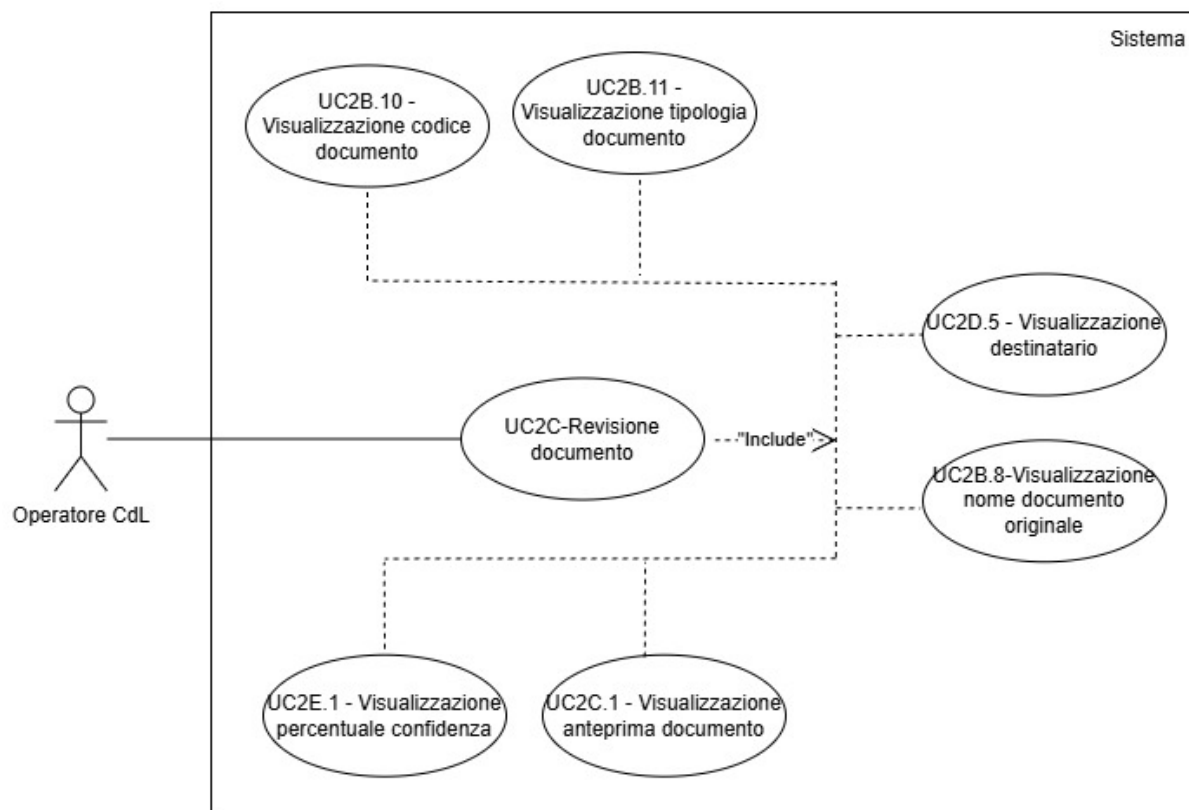 Sistema
UC2B.10 -
Visualizzazione codice
documento
UC2B.11 -
Visualizzazione tipologia
documento
UC2D.5 - Visualizzazione
destinatario
UC2C-Revisione
documento
"Include"
UC2B.8-Visualizzazione
nome documento
originale
Operatore CdL
UC2E.1 - Visualizzazione
percentuale confidenza
UC2C.1 - Visualizzazione
anteprima documento